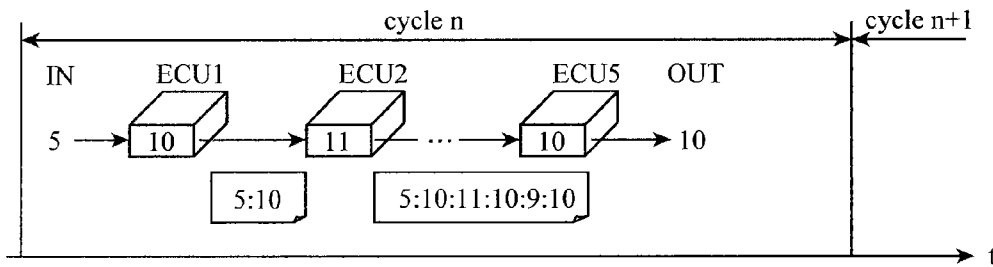 cycle n
cycle n+1
IN ECU1 ECU2 ECU5 OUT
5 10 11 ... 10 10
5:10 5:10:11:10:9:10
t